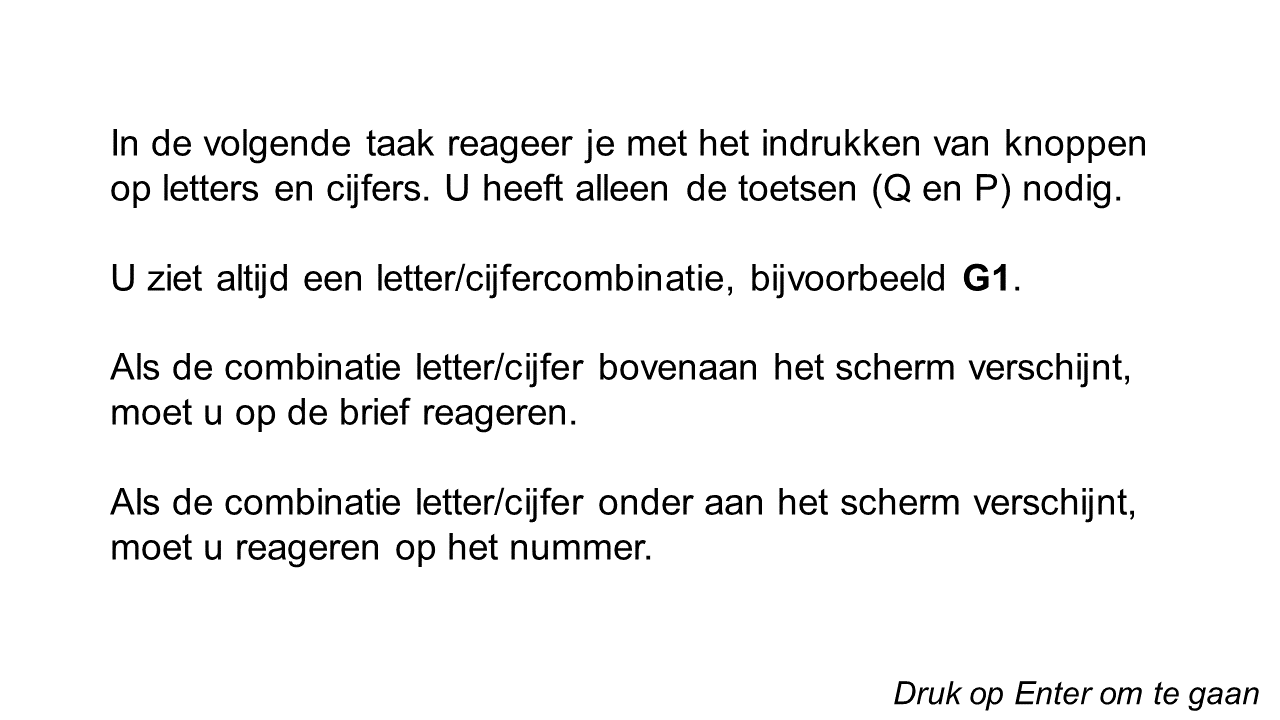 In de volgende taak reageer je met het indrukken van knoppen
op letters en cijfers. U heeft alleen de toetsen (Q en P) nodig.
U ziet altijd een letter/cijfercombinatie, bijvoorbeeld G1.
Als de combinatie letter/cijfer bovenaan het scherm verschijnt,
moet u op de brief reageren.
Als de combinatie letter/cijfer onder aan het scherm verschijnt,
moet u reageren op het nummer.
Druk op Enter om te gaan